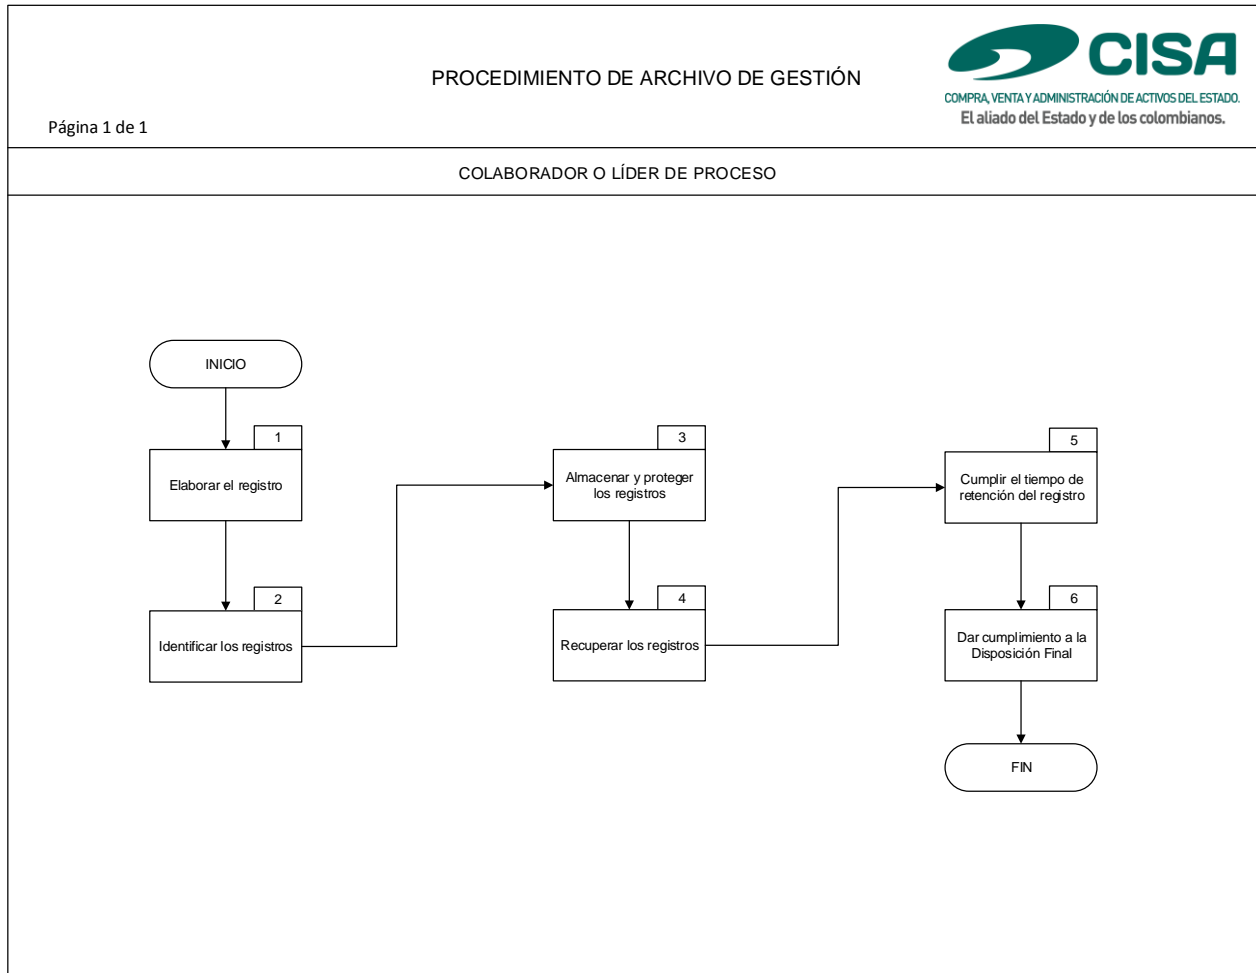 PROCEDIMIENTO DE ARCHIVO DE GESTIÓN
CISA
COMPRA, VENTA Y ADMINISTRACIÓN DE ACTIVOS DEL ESTADO.
El aliado del Estado y de los colombianos.
Página 1 de 1
COLABORADOR O LÍDER DE PROCESO
INICIO
1
Elaborar el registro
2
Identificar los registros
3
Almacenar y proteger
los registros
4
Recuperar los registros
5
Cumplir el tiempo de
retención del registro
6
Dar cumplimiento a la
Disposición Final
FIN